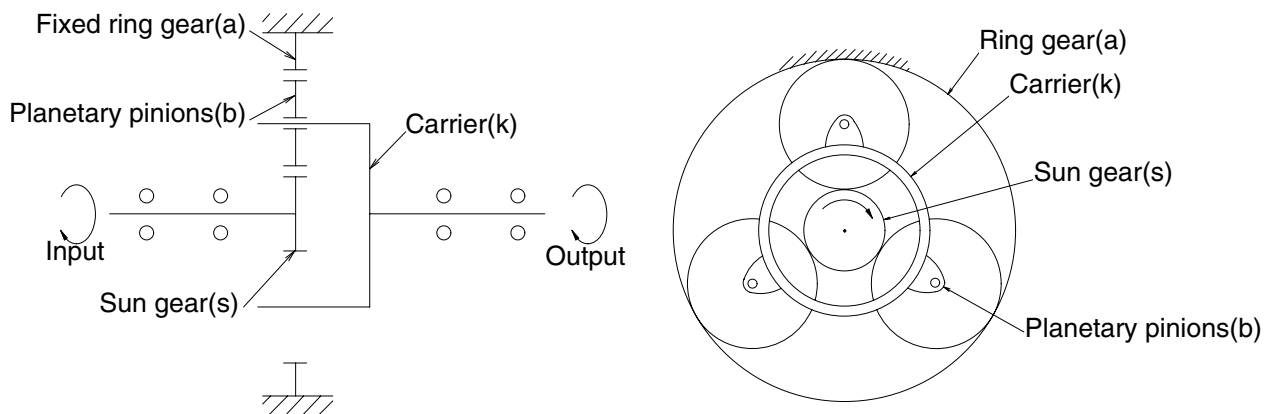 Fixed ring gear(a)
Planetary pinions(b)
Carrier(k)
Input
Output
Sun gear(s)
Ring gear(a)
Carrier(k)
Sun gear(s)
Planetary pinions(b)